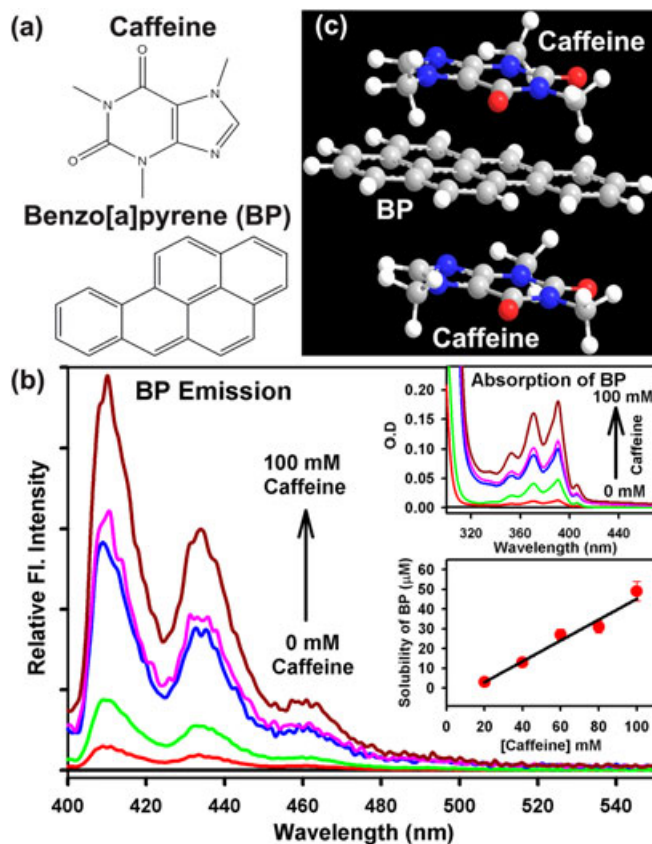 (a)
Caffeine
O
N
N
O
N
N
Benzo[a]pyrene (BP)
(c)
Caffeine
BP
Caffeine
(b)
BP Emission
100 mM
Caffeine
0 mM
Caffeine
Relative Fl. Intensity
400
420
440
460
480
500
520
540
Wavelength (nm)
Absorption of BP
100 mM
Caffeine
0 mM
O.D
0.20
0.15
0.10
0.05
0.00
320
360
400
440
Wavelength (nm)
Solubility of BP (µM)
60
50
40
30
20
10
0
0
20
40
60
80
100
[Caffeine] mM